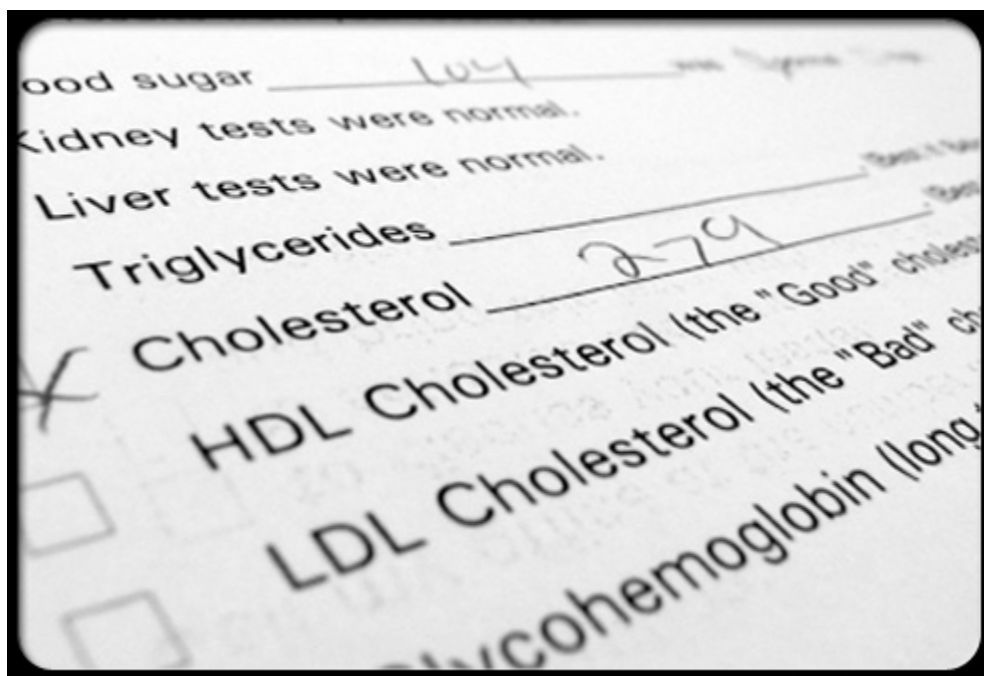 ood sugar 104
Kidney tests were normal.
Liver tests were normal.
Triglycerides
Cholesterol 279
HDL Cholesterol (the "Good" choles
LDL Cholesterol (the "Bad" ch
lycohemoglobin (long